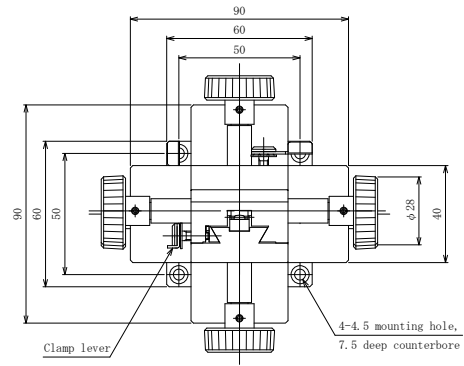 90
60
50
90
60
50
φ28
40
4-4.5 mounting hole,
7.5 deep counterbore
Clamp lever